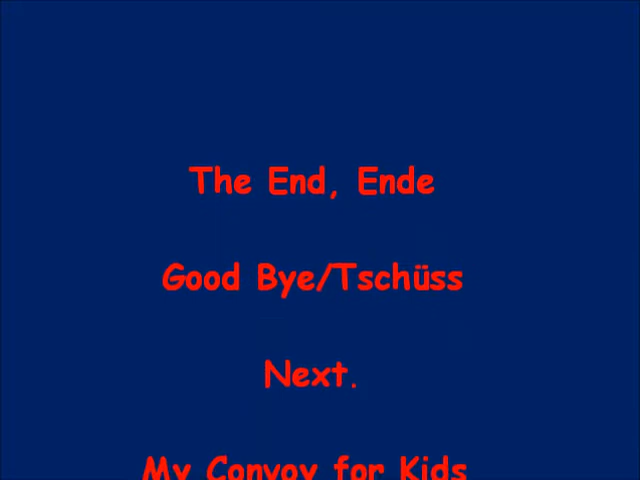 The End, Ende
Good Bye/Tschüss
Next.
My Convoy for Kids